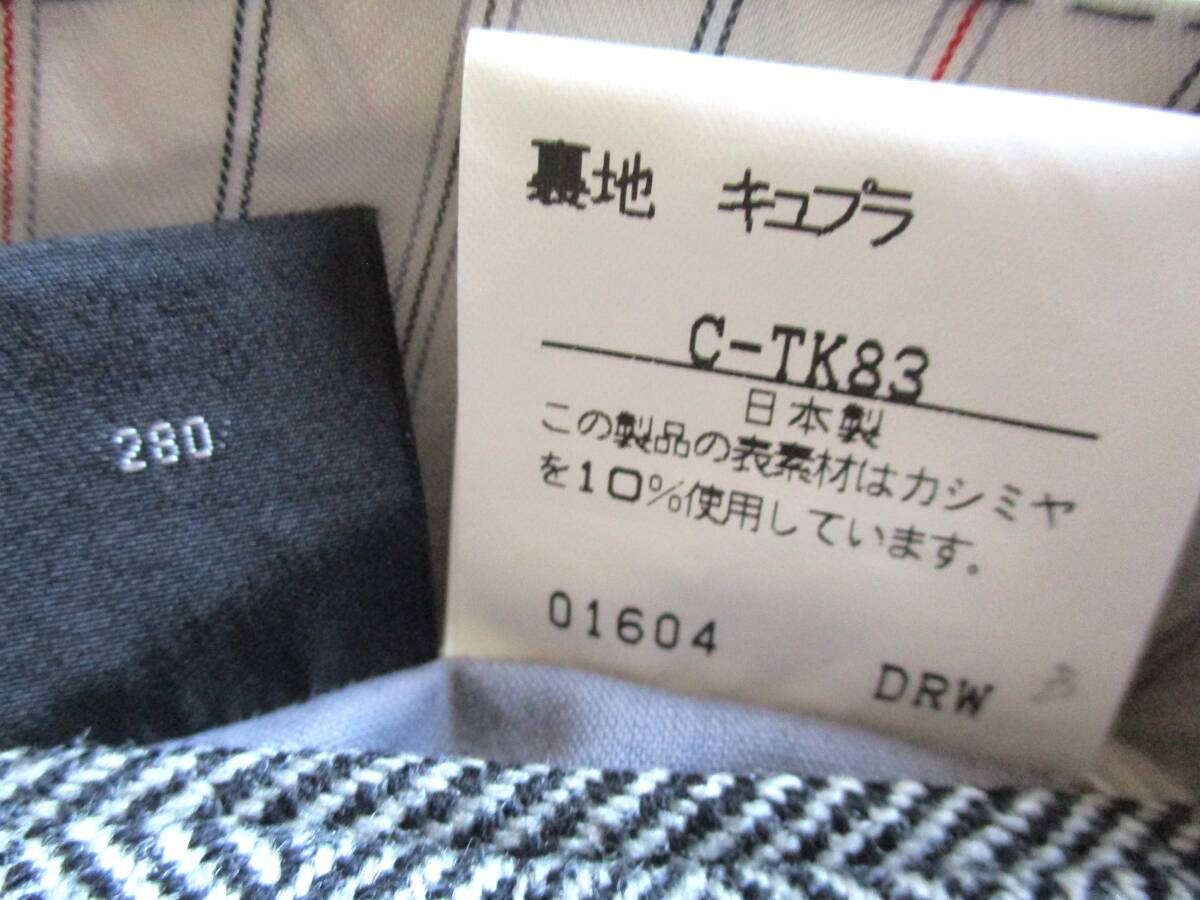 裏地 キュプラ
C-TK83
日本製
この製品の表素材はカシミヤ
を10%使用しています。
01604
DRW
280